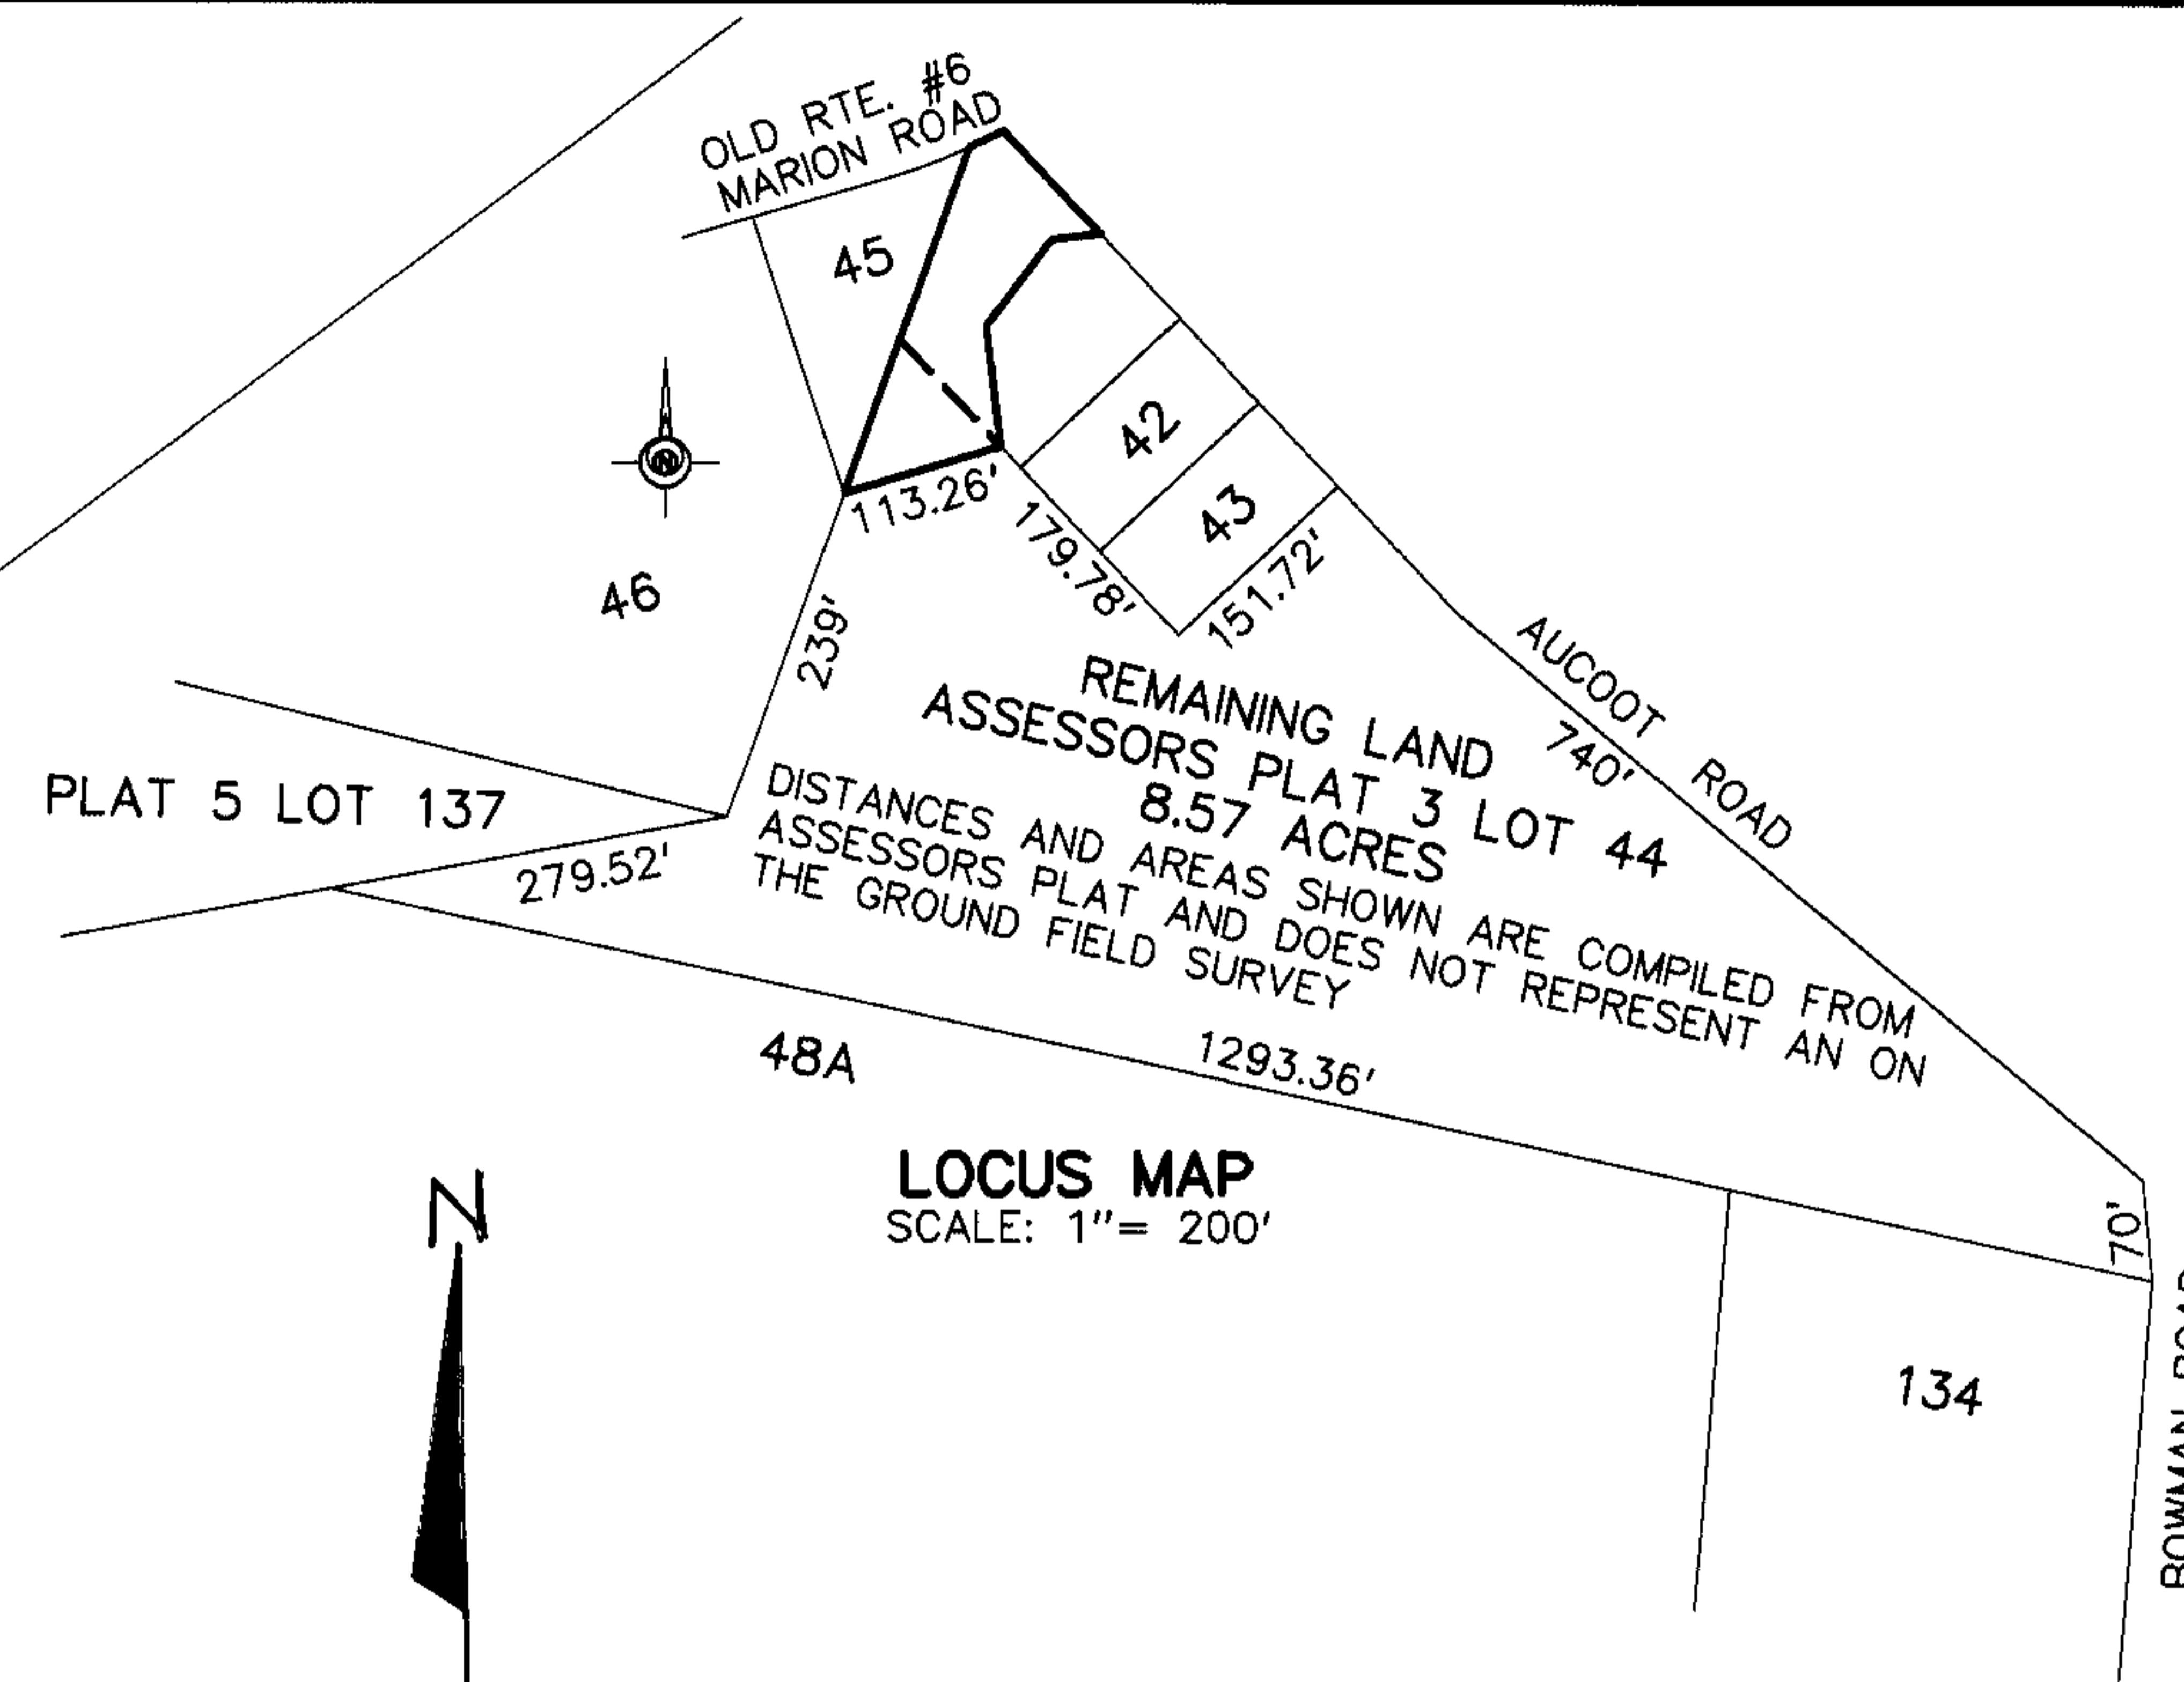 OLD RTE. #6
MARION ROAD
45
42
43
113.26'
179.78'
151.72'
46
239'
AUCOOT ROAD
740'
REMAINING LAND
ASSESSORS PLAT 3 LOT 44
8.57 ACRES
PLAT 5 LOT 137
DISTANCES AND AREAS SHOWN ARE COMPILED FROM
ASSESSORS PLAT AND DOES NOT REPRESENT AN ON
THE GROUND FIELD SURVEY
279.52'
48A
1293.36'
LOCUS MAP
SCALE: 1"= 200'
N
70'
134
BOWMAN ROAD